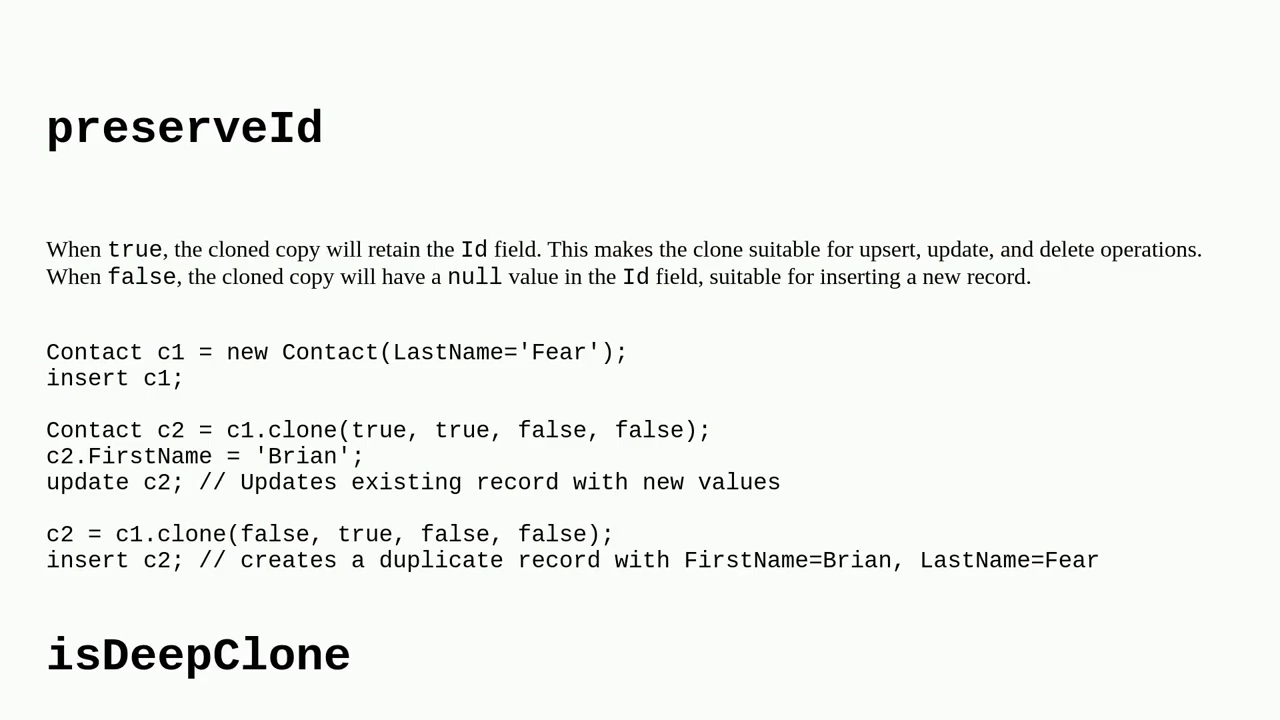 preserveId
When true, the cloned copy will retain the Id field. This makes the clone suitable for upsert, update, and delete operations.
When false, the cloned copy will have a null value in the Id field, suitable for inserting a new record.
Contact c1 = new Contact(LastName='Fear');
insert c1;
Contact c2 = c1.clone(true, true, false, false);
c2.FirstName = 'Brian';
update c2; // Updates existing record with new values
c2 = c1.clone(false, true, false, false);
insert c2; // creates a duplicate record with FirstName=Brian, LastName=Fear
isDeepClone